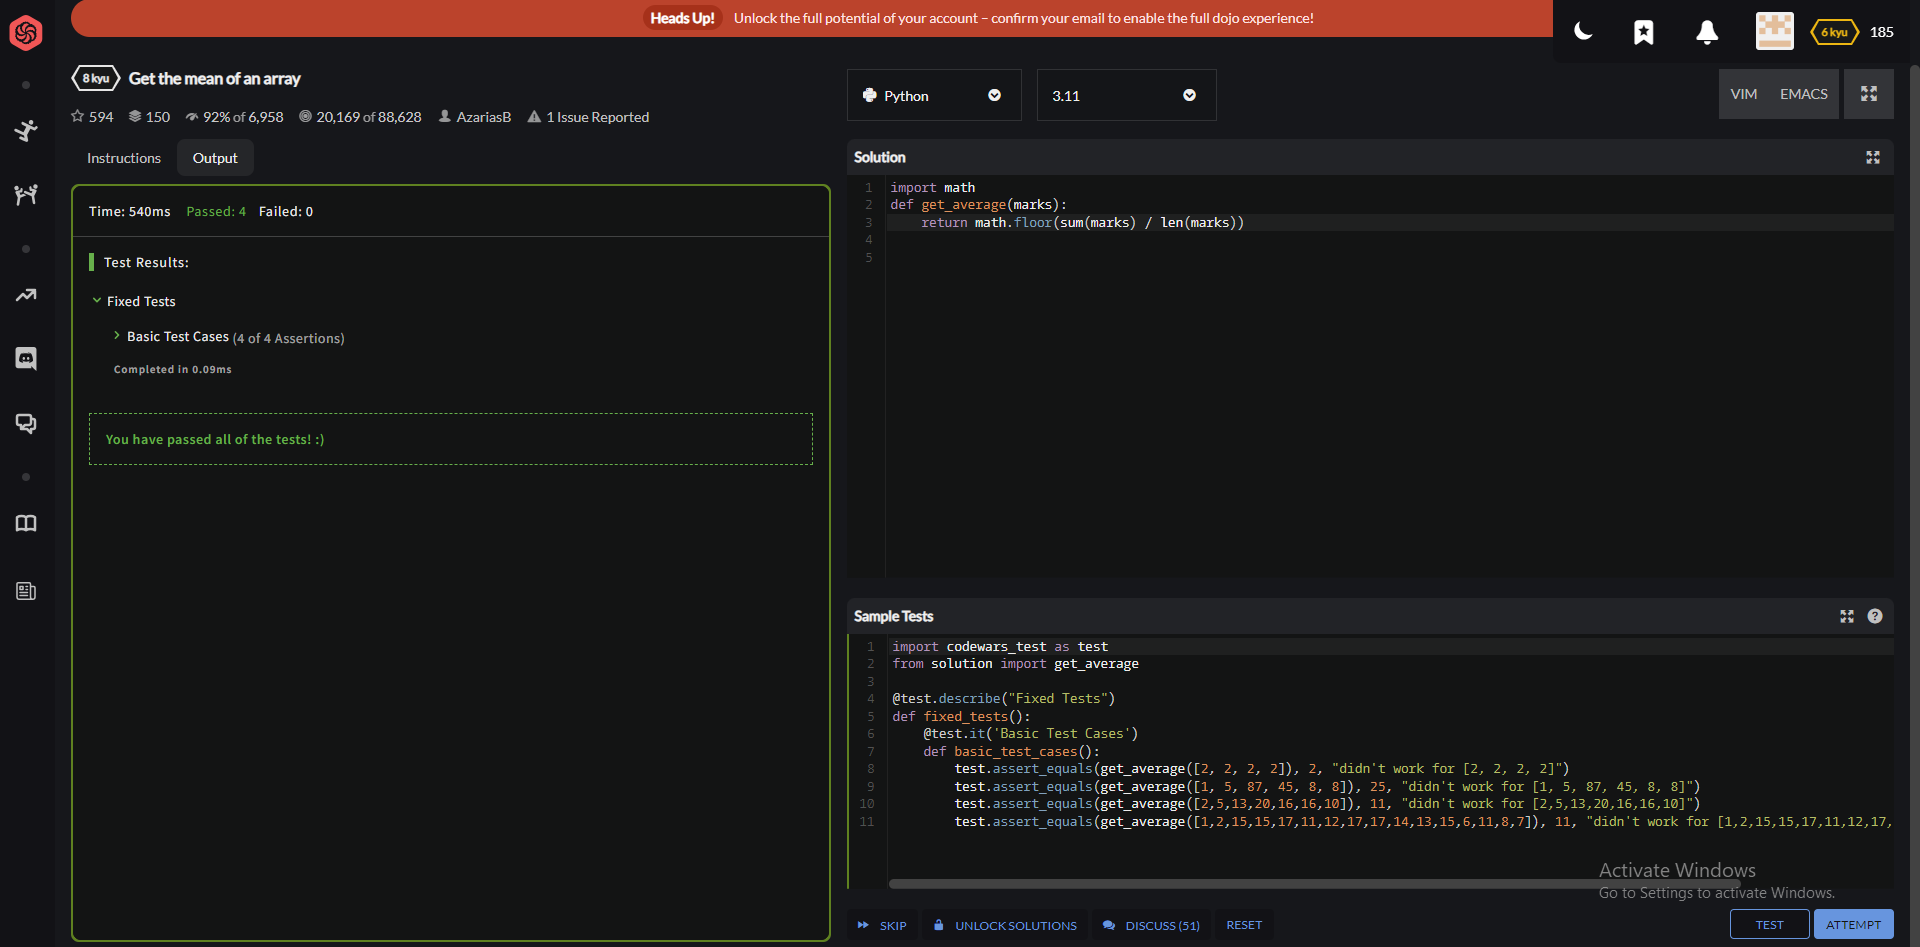 Heads Up! Unlock the full potential of your account – confirm your email to enable the full dojo experience!
6 kyu 185
8 kyu Get the mean of an array
594 150 92% of 6,958 20,169 of 88,628 AzariasB 1 Issue Reported
Instructions Output
Time: 540ms Passed: 4 Failed: 0
Test Results:
Fixed Tests
Basic Test Cases (4 of 4 Assertions)
Completed in 0.09ms
You have passed all of the tests! :)
Python 3.11 VIM EMACS
Solution
1 import math
2 def get_average(marks):
3     return math.floor(sum(marks) / len(marks))
4
5
Sample Tests
1 import codewars_test as test
2 from solution import get_average
3
4 @test.describe("Fixed Tests")
5 def fixed_tests():
6     @test.it('Basic Test Cases')
7     def basic_test_cases():
8         test.assert_equals(get_average([2, 2, 2, 2]), 2, "didn't work for [2, 2, 2, 2]")
9         test.assert_equals(get_average([1, 5, 87, 45, 8, 8]), 25, "didn't work for [1, 5, 87, 45, 8, 8]")
10         test.assert_equals(get_average([2,5,13,20,16,16,10]), 11, "didn't work for [2,5,13,20,16,16,10]")
11         test.assert_equals(get_average([1,2,15,15,17,11,12,17,17,14,13,15,6,11,8,7]), 11, "didn't work for [1,2,15,15,17,11,12,17,
Activate Windows
Go to Settings to activate Windows.
SKIP UNLOCK SOLUTIONS DISCUSS (51) RESET TEST ATTEMPT